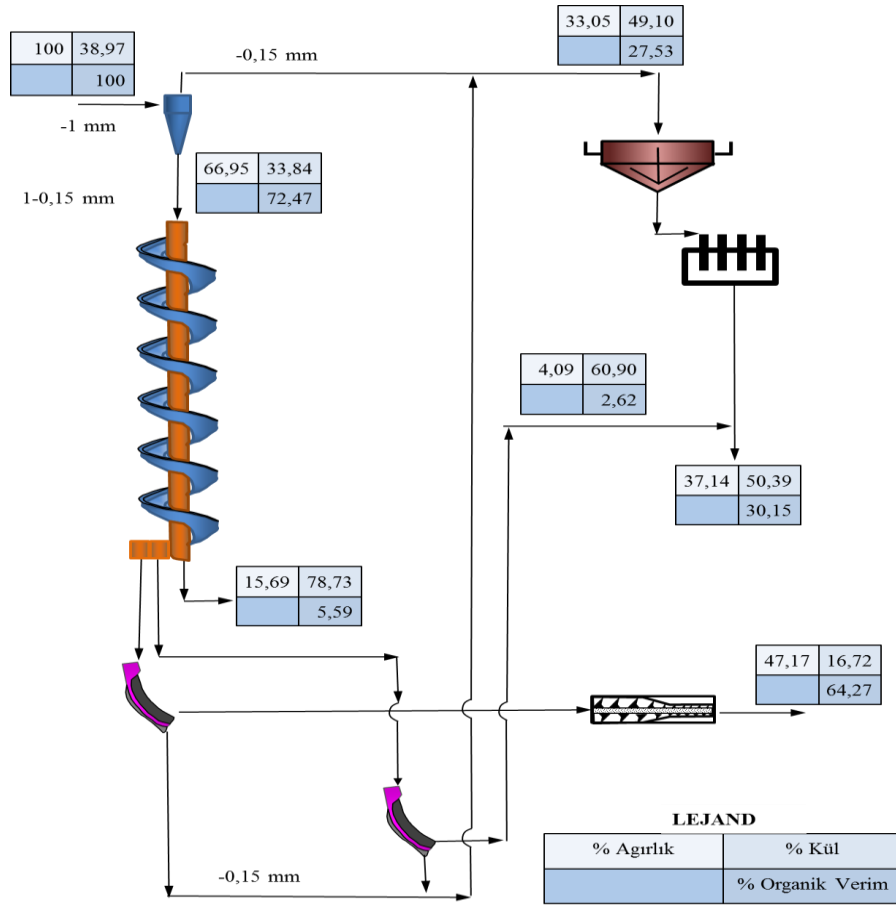 100 38,97
100
-1 mm
-0,15 mm
33,05 49,10
27,53
66,95 33,84
72,47
1-0,15 mm
4,09 60,90
2,62
37,14 50,39
30,15
15,69 78,73
5,59
47,17 16,72
64,27
-0,15 mm
LEJAND
% Agırlık % Kül
% Organik Verim